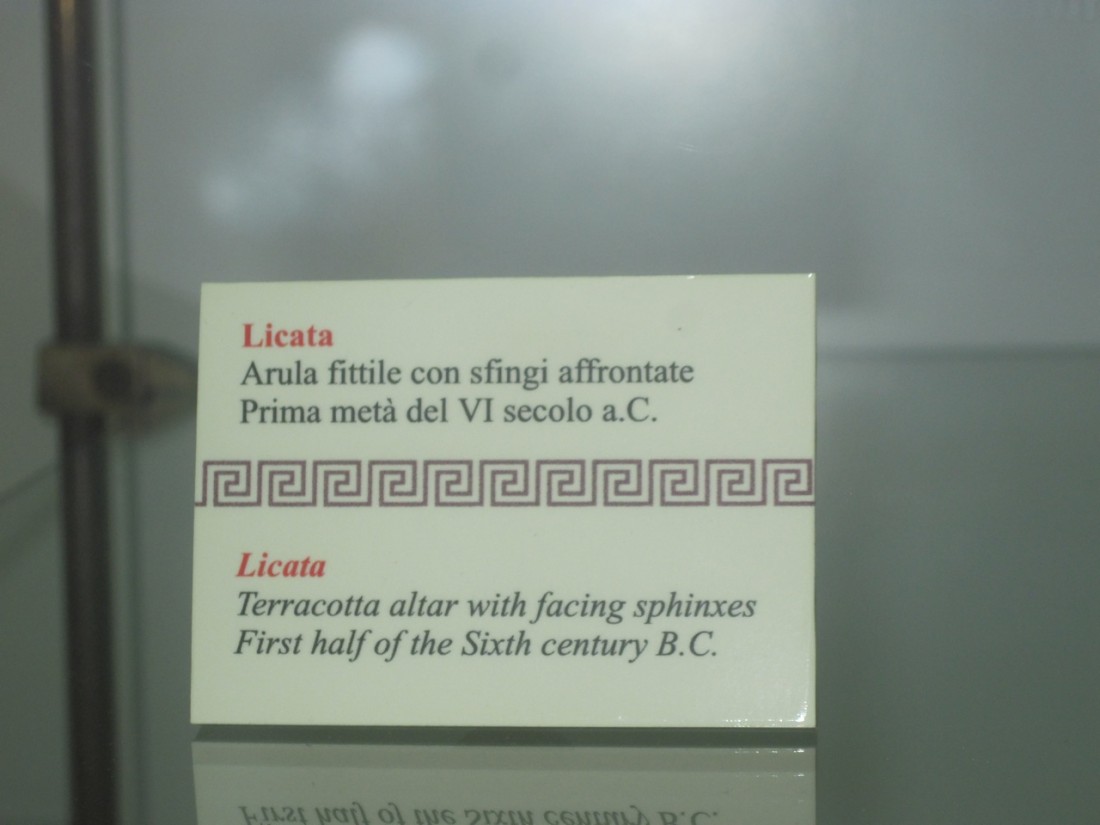 Licata
Arula fittile con sfingi affrontate
Prima metà del VI secolo a.C.
Licata
Terracotta altar with facing sphinxes
First half of the Sixth century B.C.